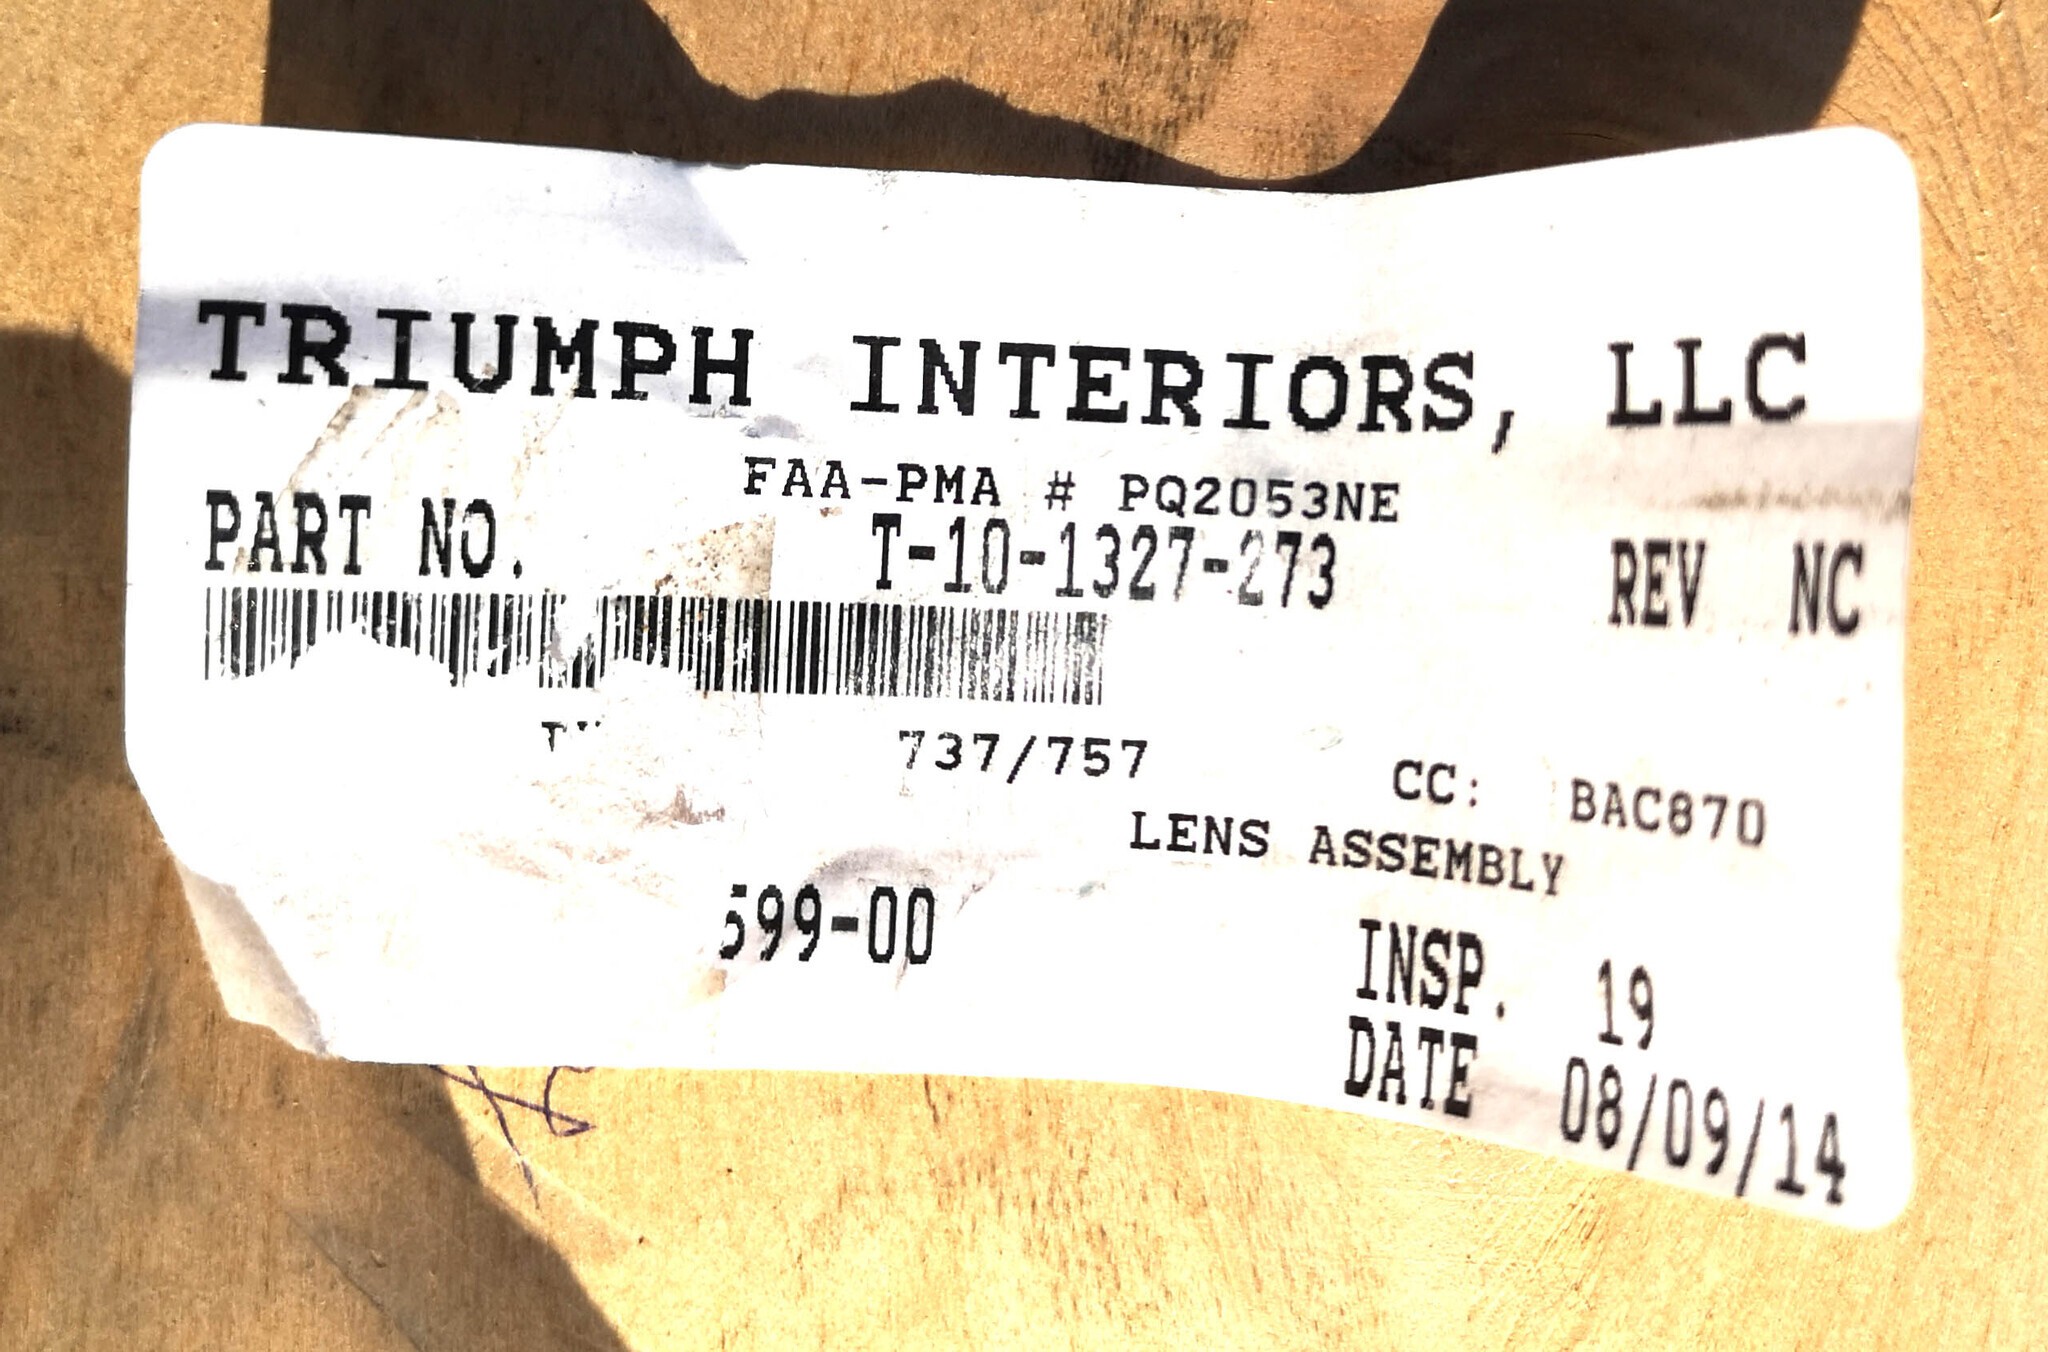 TRIUMPH INTERIORS, LLC
FAA-PMA # PQ2053NE
PART NO. T-10-1327-273 REV NC
737/757 CC: BAC870
LENS ASSEMBLY
599-00
INSP. 19
DATE 08/09/14